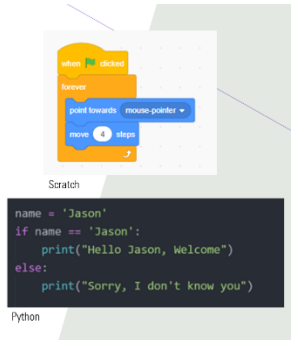 when clicked
forever
point towards mouse-pointer
move 4 steps
Scratch
name = 'Jason'
if name == 'Jason':
    print("Hello Jason, Welcome")
else:
    print("Sorry, I don't know you")
Python